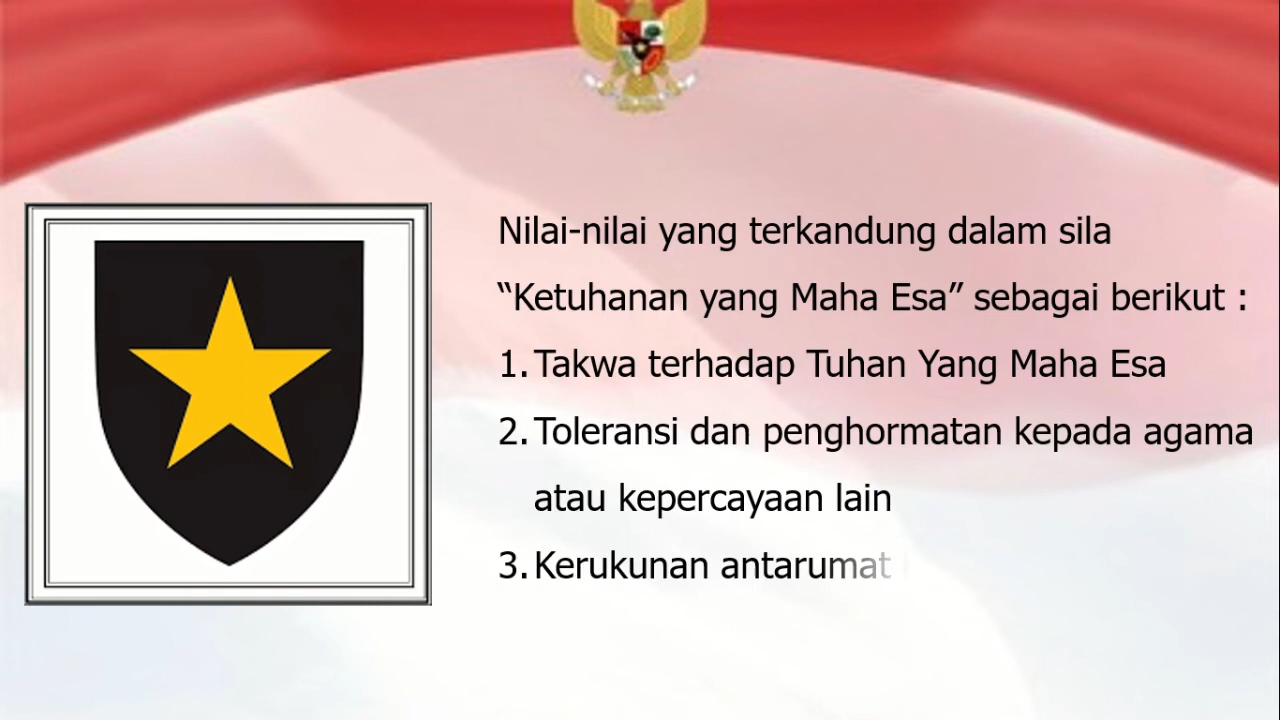 Nilai-nilai yang terkandung dalam sila
“Ketuhanan yang Maha Esa” sebagai berikut :
1. Takwa terhadap Tuhan Yang Maha Esa
2. Toleransi dan penghormatan kepada agama
atau kepercayaan lain
3. Kerukunan antarumat